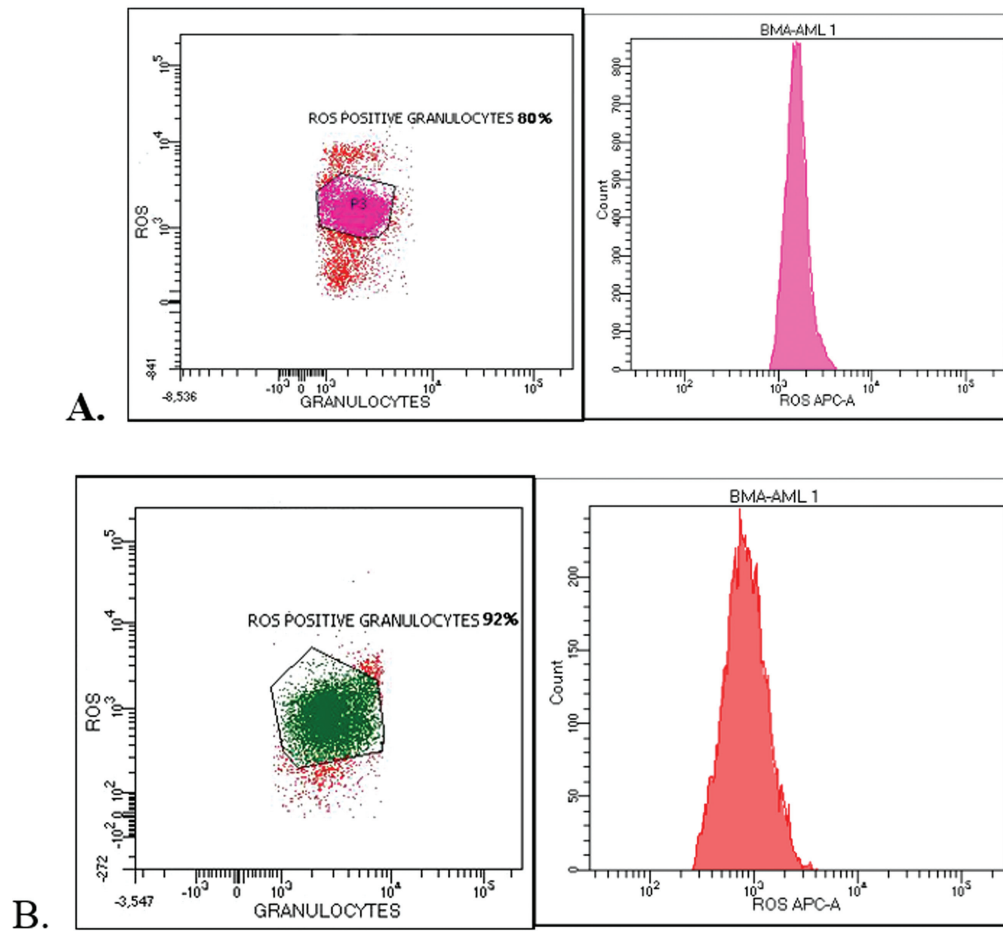 ROS POSITIVE GRANULOCYTES 80%
P3
ROS
10^5
10^4
10^3
0
-841
-8,536
-10^3 0 10^3 10^4 10^5
GRANULOCYTES
BMA-AML 1
Count
800
700
600
500
400
300
200
100
0
10^2 10^3 10^4 10^5
ROS APC-A
A.
ROS POSITIVE GRANULOCYTES 92%
ROS
10^5
10^4
10^3
10^2
0
-10^2
-272
-3,547
-10^3 0 10^3 10^4 10^5
GRANULOCYTES
BMA-AML 1
Count
200
150
100
50
0
10^2 10^3 10^4 10^5
ROS APC-A
B.